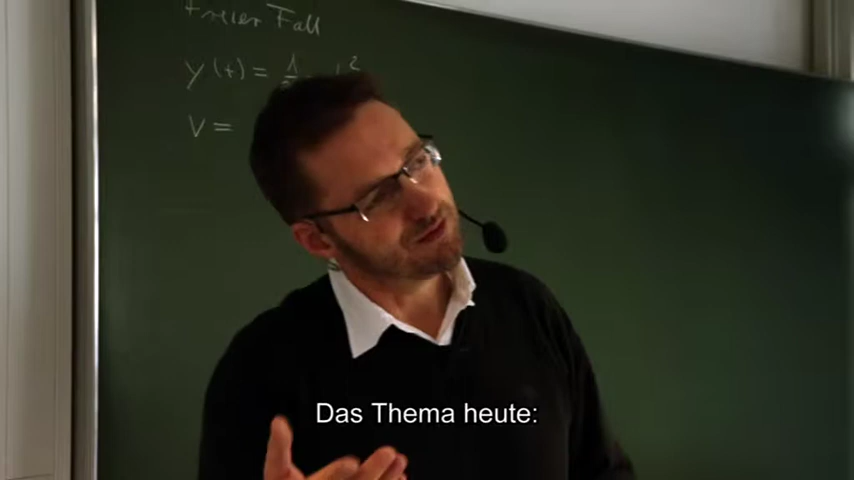 freier Fall
y(t) =
v =
Das Thema heute: